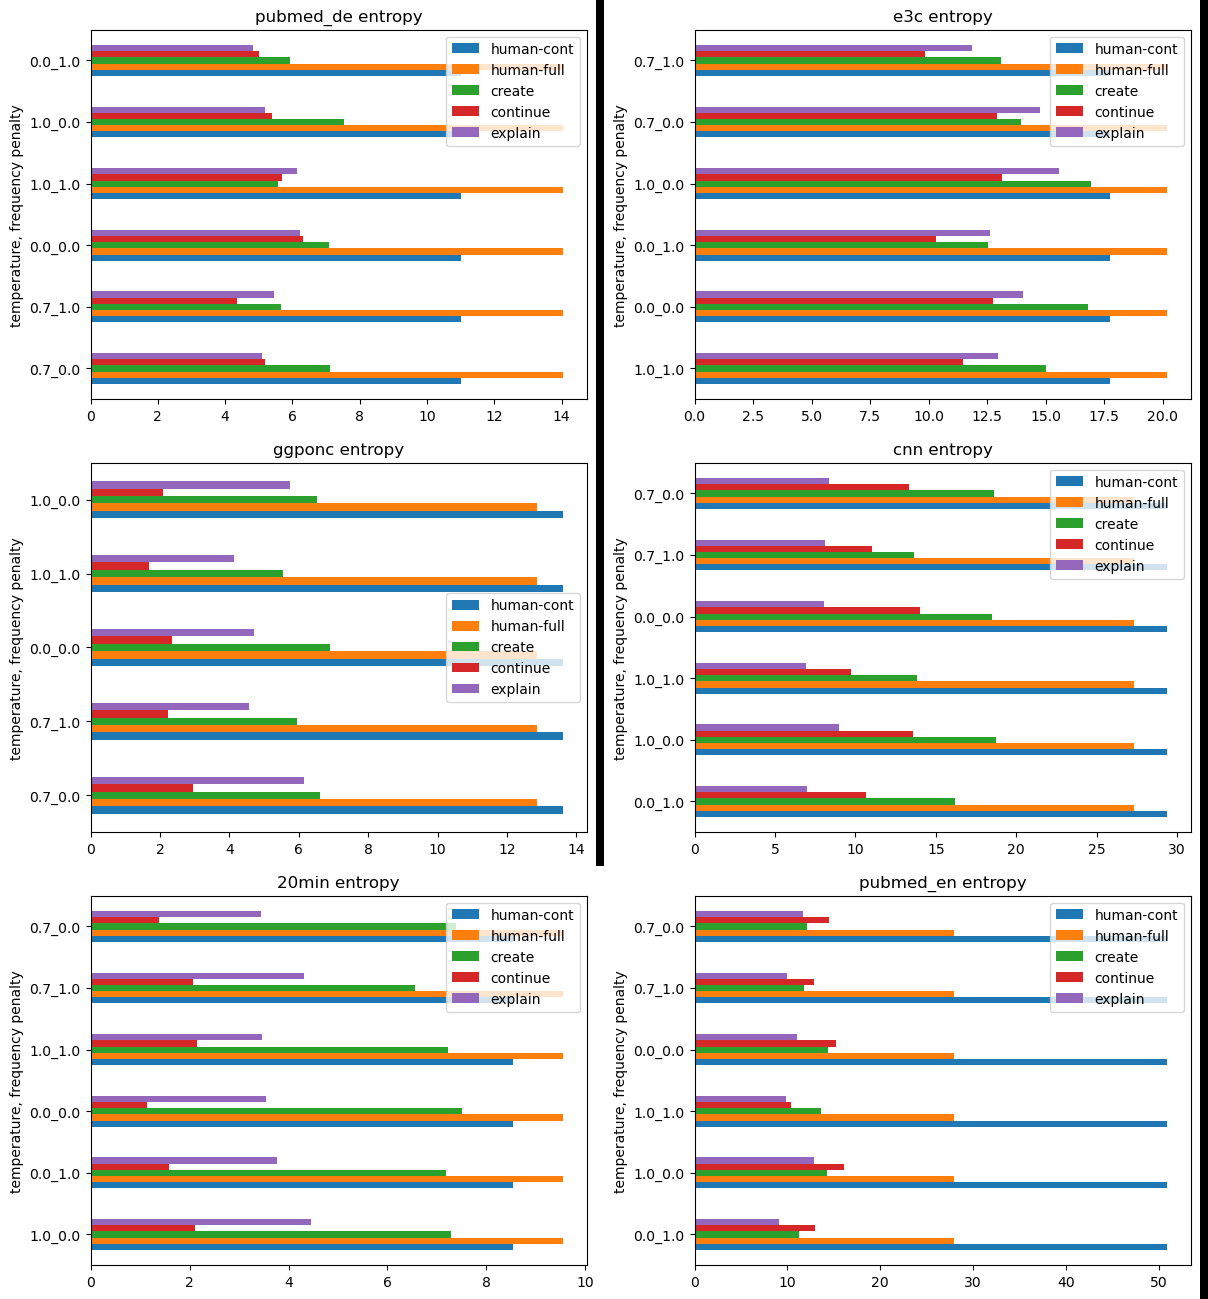 pubmed_de entropy
temperature, frequency penalty
0.0_1.0
1.0_0.0
1.0_1.0
0.0_0.0
0.7_1.0
0.7_0.0
0 2 4 6 8 10 12 14
human-cont
human-full
create
continue
explain
e3c entropy
temperature, frequency penalty
0.7_1.0
0.7_0.0
1.0_0.0
0.0_1.0
0.0_0.0
1.0_1.0
0.0 2.5 5.0 7.5 10.0 12.5 15.0 17.5 20.0
human-cont
human-full
create
continue
explain
ggponc entropy
temperature, frequency penalty
1.0_0.0
1.0_1.0
0.0_0.0
0.7_1.0
0.7_0.0
0 2 4 6 8 10 12 14
human-cont
human-full
create
continue
explain
cnn entropy
temperature, frequency penalty
0.7_0.0
0.7_1.0
0.0_0.0
1.0_1.0
1.0_0.0
0.0_1.0
0 5 10 15 20 25 30
human-cont
human-full
create
continue
explain
20min entropy
temperature, frequency penalty
0.7_0.0
0.7_1.0
1.0_1.0
0.0_0.0
0.0_1.0
1.0_0.0
0 2 4 6 8 10
human-cont
human-full
create
continue
explain
pubmed_en entropy
temperature, frequency penalty
0.7_0.0
0.7_1.0
0.0_0.0
1.0_1.0
1.0_0.0
0.0_1.0
0 10 20 30 40 50
human-cont
human-full
create
continue
explain